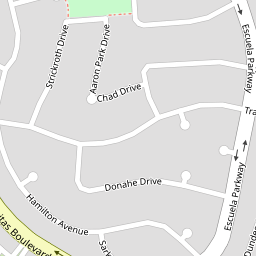 Strickroth Drive
Aaron Park Drive
Escuela Parkway
Chad Drive
Donahe Drive
Hamilton Avenue
Escuela Parkway